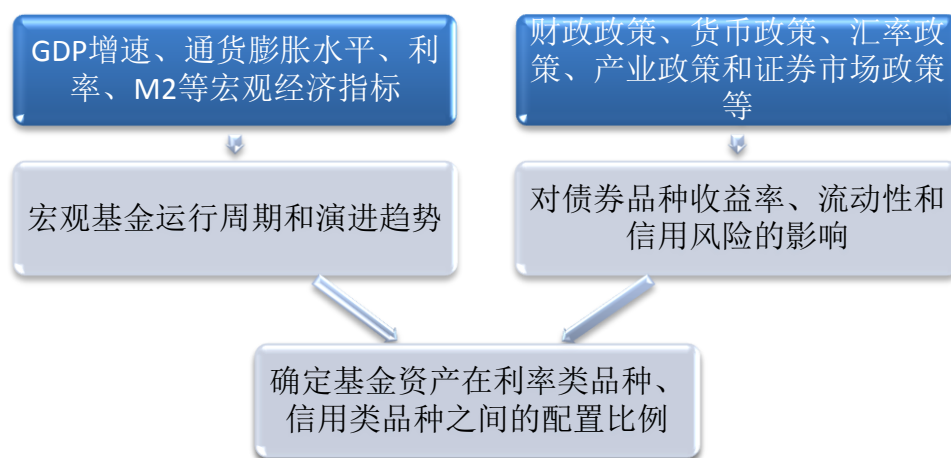 GDP增速、通货膨胀水平、利
率、M2等宏观经济指标
财政政策、货币政策、汇率政
策、产业政策和证券市场政策
等
宏观基金运行周期和演进趋势
对债券品种收益率、流动性和
信用风险的影响
确定基金资产在利率类品种、
信用类品种之间的配置比例